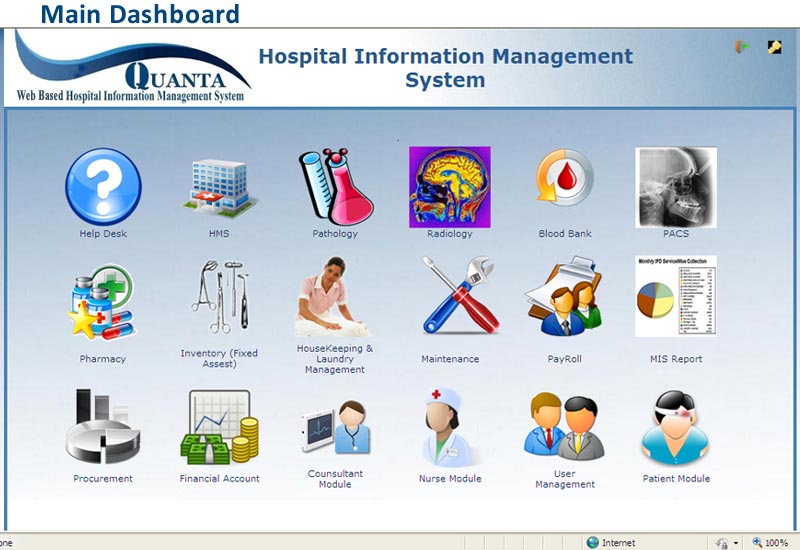 Main Dashboard
QUANTA
Web Based Hospital Information Management System
Hospital Information Management
System
Help Desk
HMS
Pathology
Radiology
Blood Bank
PACS
Monthly IPD ServiceWise Collection
Pharmacy
Inventory (Fixed
Assest)
HouseKeeping &
Laundry
Management
Maintenance
PayRoll
MIS Report
Procurement
Financial Account
Counsultant
Module
Nurse Module
User
Management
Patient Module
one
Internet
100%